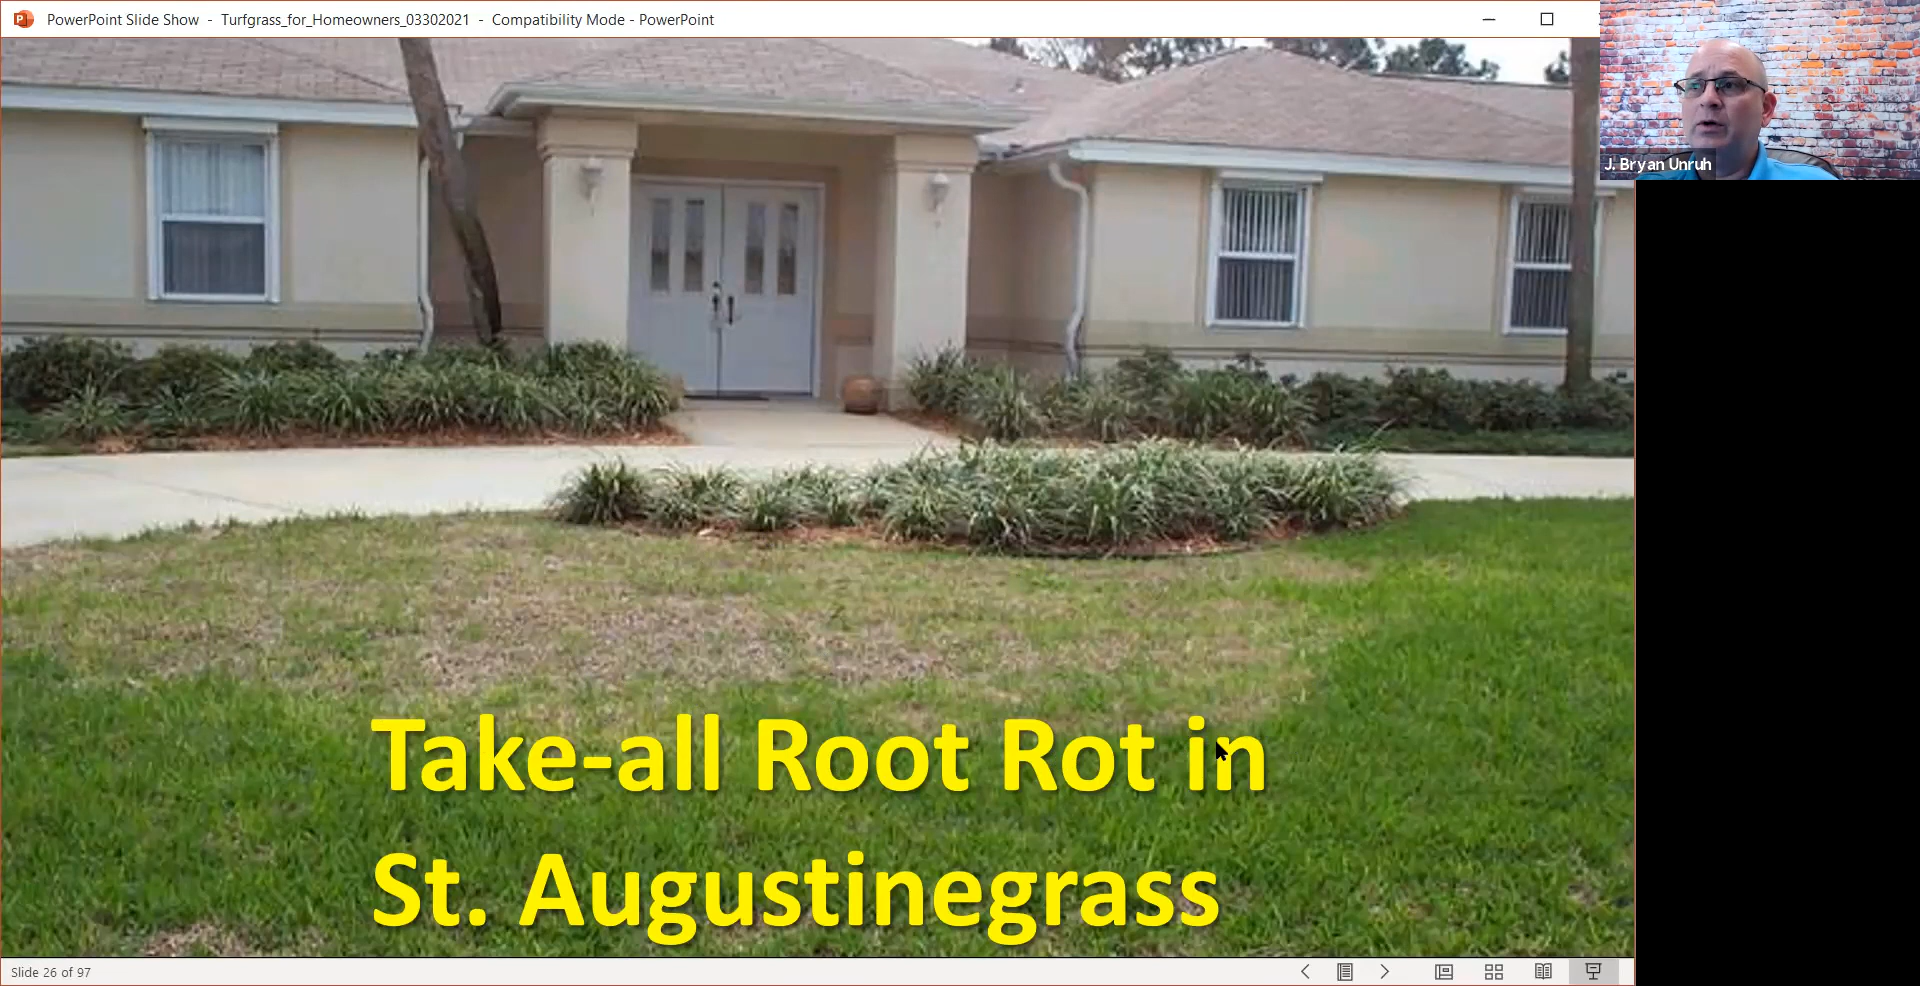 PowerPoint Slide Show - Turfgrass_for_Homeowners_03302021 - Compatibility Mode - PowerPoint
J. Bryan Unruh
Take-all Root Rot in
St. Augustinegrass
Slide 26 of 97